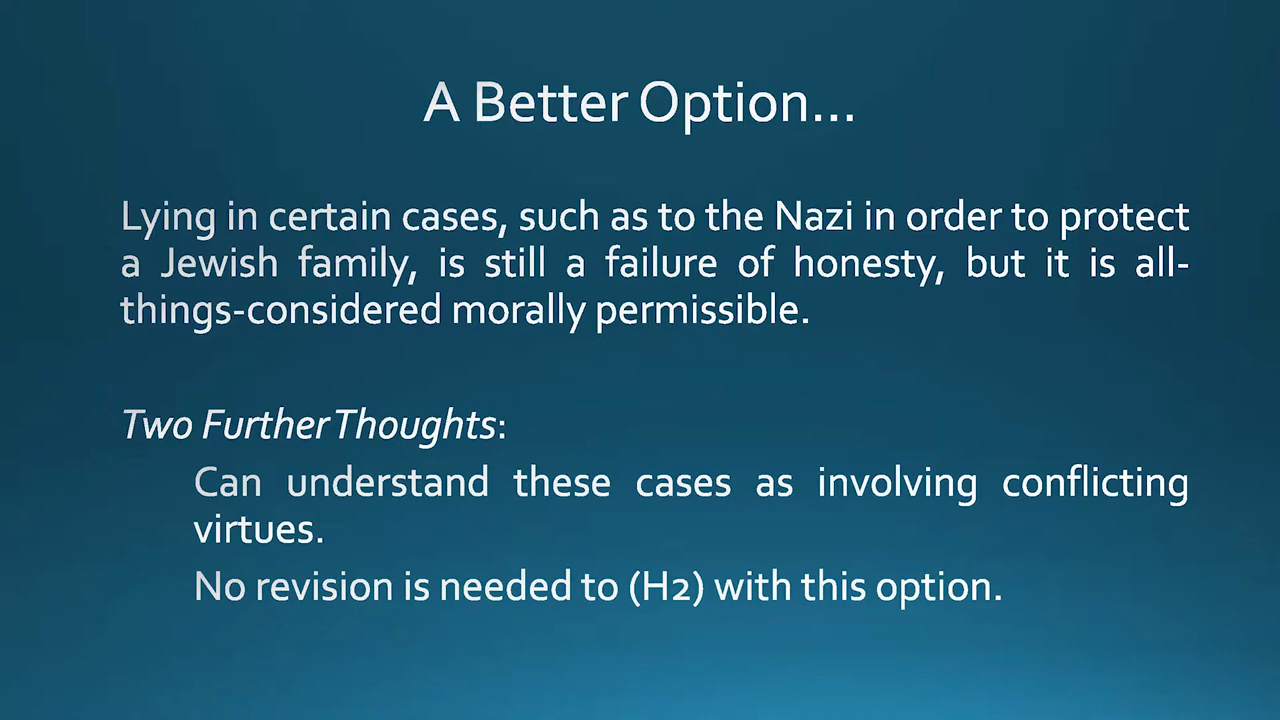 A Better Option...
Lying in certain cases, such as to the Nazi in order to protect
a Jewish family, is still a failure of honesty, but it is all-
things-considered morally permissible.
Two Further Thoughts:
Can understand these cases as involving conflicting
virtues.
No revision is needed to (H2) with this option.